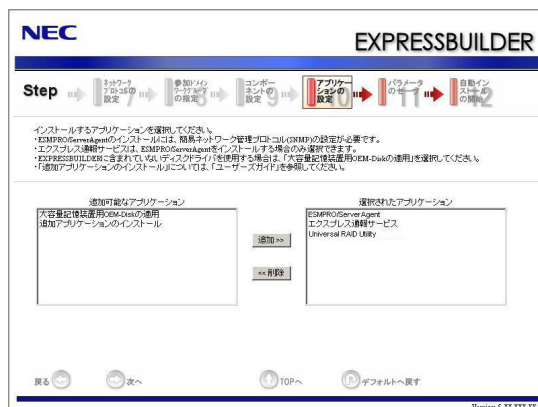 NEC
EXPRESSBUILDER
Step
ネットワーク
プロトコルの
設定
7
参加ドメイン
ワークグループ
の指定
8
コンポー
ネントの
設定
9
アプリケー
ションの
設定
10
パラメータ
のセーブ
11
自動イン
ストール
の開始
12
インストールするアプリケーションを選択してください。
・ESMPRO/ServerAgentのインストールには、簡易ネットワーク管理プロトコル(SNMP)の設定が必要です。
・エクスプレス通報サービスは、ESMPRO/ServerAgentをインストールする場合のみ選択できます。
・EXPRESSBUILDERに含まれていないディスクドライバを使用する場合は、「大容量記憶装置用OEM-Diskの適用」を選択してください。
・「追加アプリケーションのインストール」については、「ユーザーズガイド」を参照してください。
追加可能なアプリケーション
選択されたアプリケーション
大容量記憶装置用OEM-Diskの適用
追加アプリケーションのインストール
追加 >>
<< 削除
ESMPRO/ServerAgent
エクスプレス通報サービス
Universal RAID Utility
戻る
次へ
TOPへ
デフォルトへ戻す